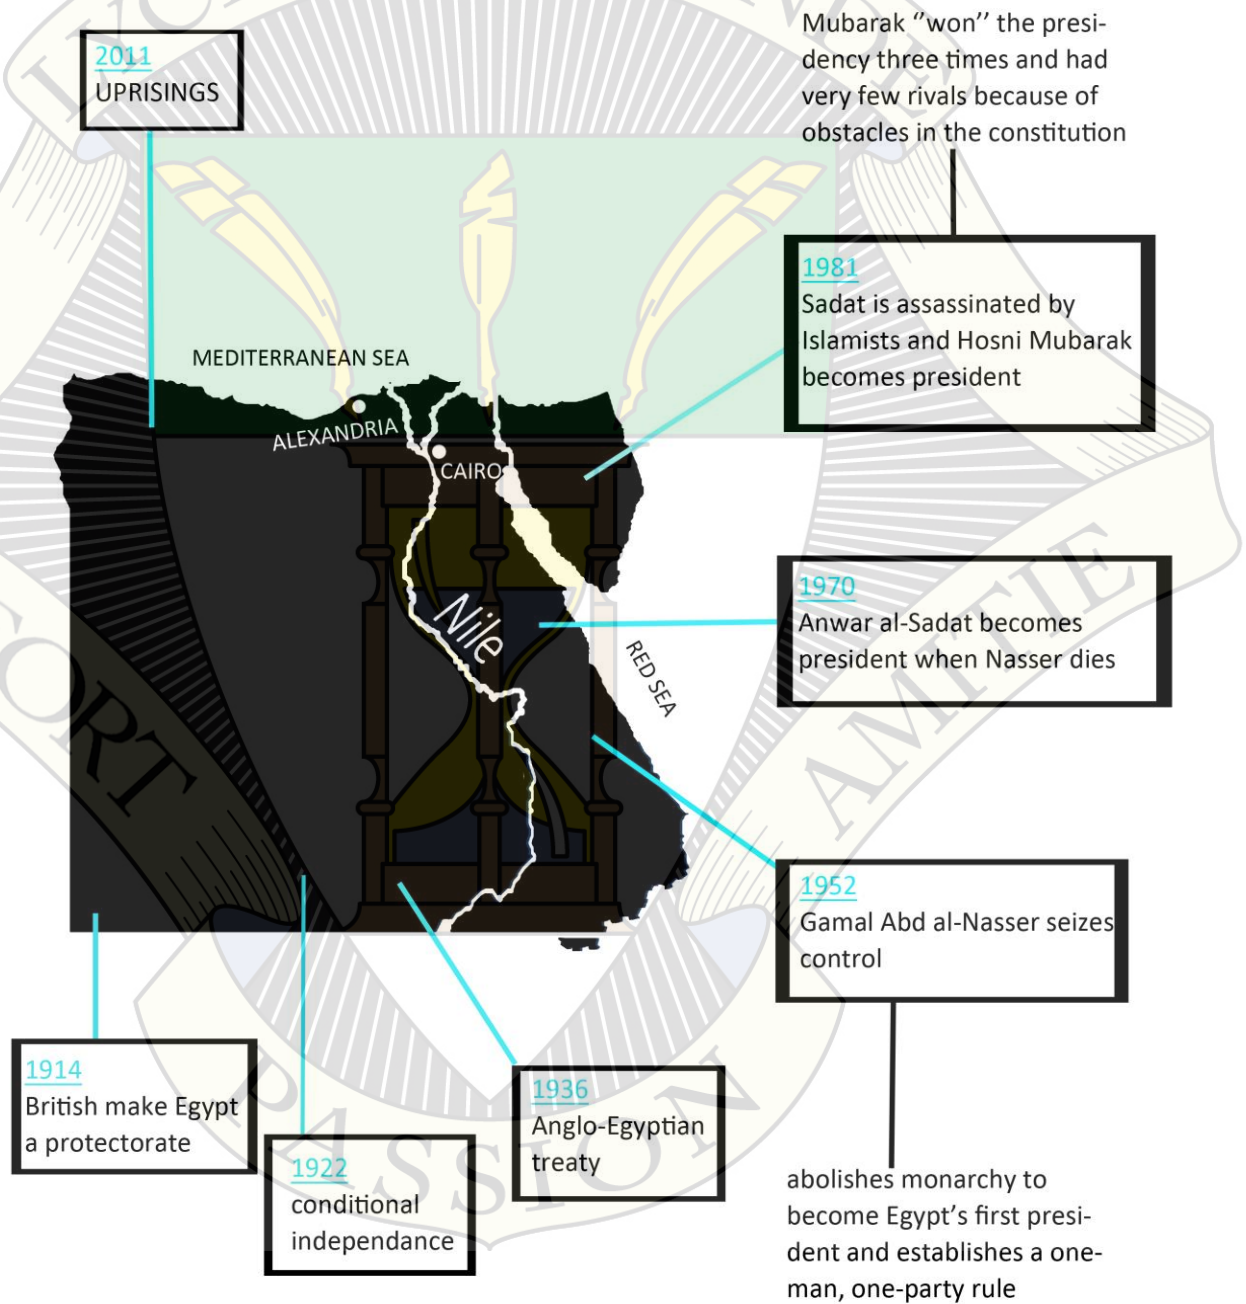 2011
UPRISINGS
Mubarak ‘‘won’’ the presi-
dency three times and had
very few rivals because of
obstacles in the constitution
1981
Sadat is assassinated by
Islamists and Hosni Mubarak
becomes president
MEDITERRANEAN SEA
ALEXANDRIA
CAIRO
Nile
RED SEA
1970
Anwar al-Sadat becomes
president when Nasser dies
1952
Gamal Abd al-Nasser seizes
control
abolishes monarchy to
become Egypt’s first presi-
dent and establishes a one-
man, one-party rule
1914
British make Egypt
a protectorate
1922
conditional
independance
1936
Anglo-Egyptian
treaty
AMITIE
PASSION